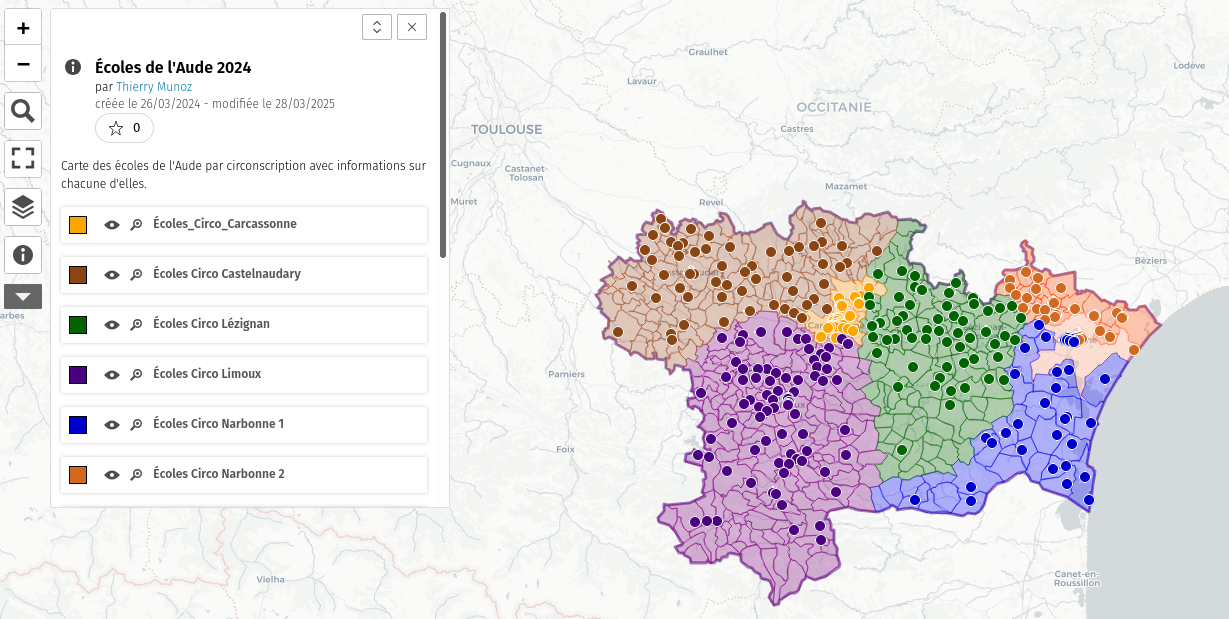 +
−
Écoles de l'Aude 2024
par Thierry Munoz
créée le 26/03/2024 - modifiée le 28/03/2025
0
Carte des écoles de l'Aude par circonscription avec informations sur
chacune d'elles.
Écoles_Circo_Carcassonne
Écoles Circo Castelnaudary
Écoles Circo Lézignan
Écoles Circo Limoux
Écoles Circo Narbonne 1
Écoles Circo Narbonne 2
arbes
Graulhet
Lodève
Lavaur
OCCITANIE
TOULOUSE
Castres
Cugnaux
Castanet-
Tolosan
Mazamet
Muret
Revel
Béziers
Pamiers
Foix
Vielha
Canet-en-
Roussillon